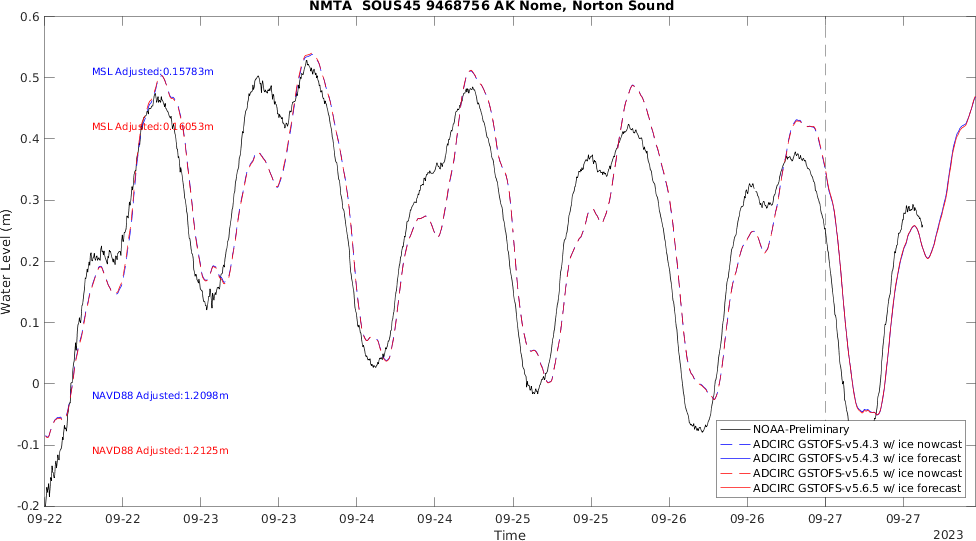 NMTA SOUS45 9468756 AK Nome, Norton Sound
0.6
0.5
0.4
0.3
0.2
0.1
0
-0.1
-0.2
Water Level (m)
MSL Adjusted:0.15783m
MSL Adjusted:0.16053m
NAVD88 Adjusted:1.2098m
NAVD88 Adjusted:1.2125m
NOAA-Preliminary
ADCIRC GSTOFS-v5.4.3 w/ ice nowcast
ADCIRC GSTOFS-v5.4.3 w/ ice forecast
ADCIRC GSTOFS-v5.6.5 w/ ice nowcast
ADCIRC GSTOFS-v5.6.5 w/ ice forecast
09-22 09-22 09-23 09-23 09-24 09-24 09-25 09-25 09-26 09-26 09-27 09-27
Time
2023